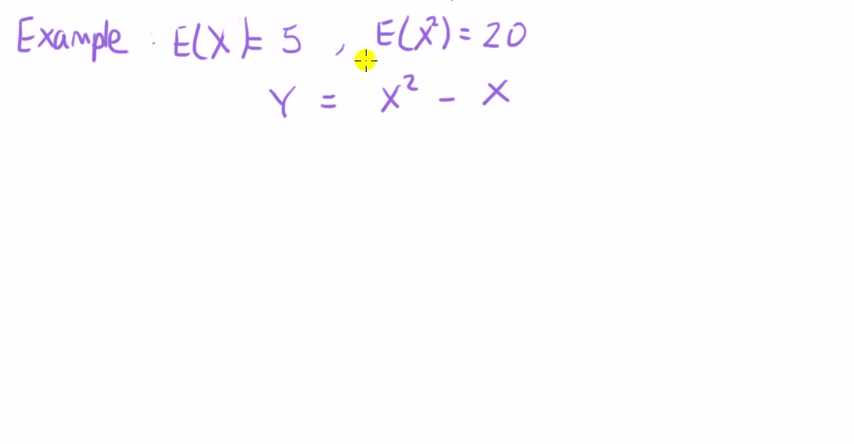 Example : E(X) = 5 , E(X²) = 20
Y = X² - X